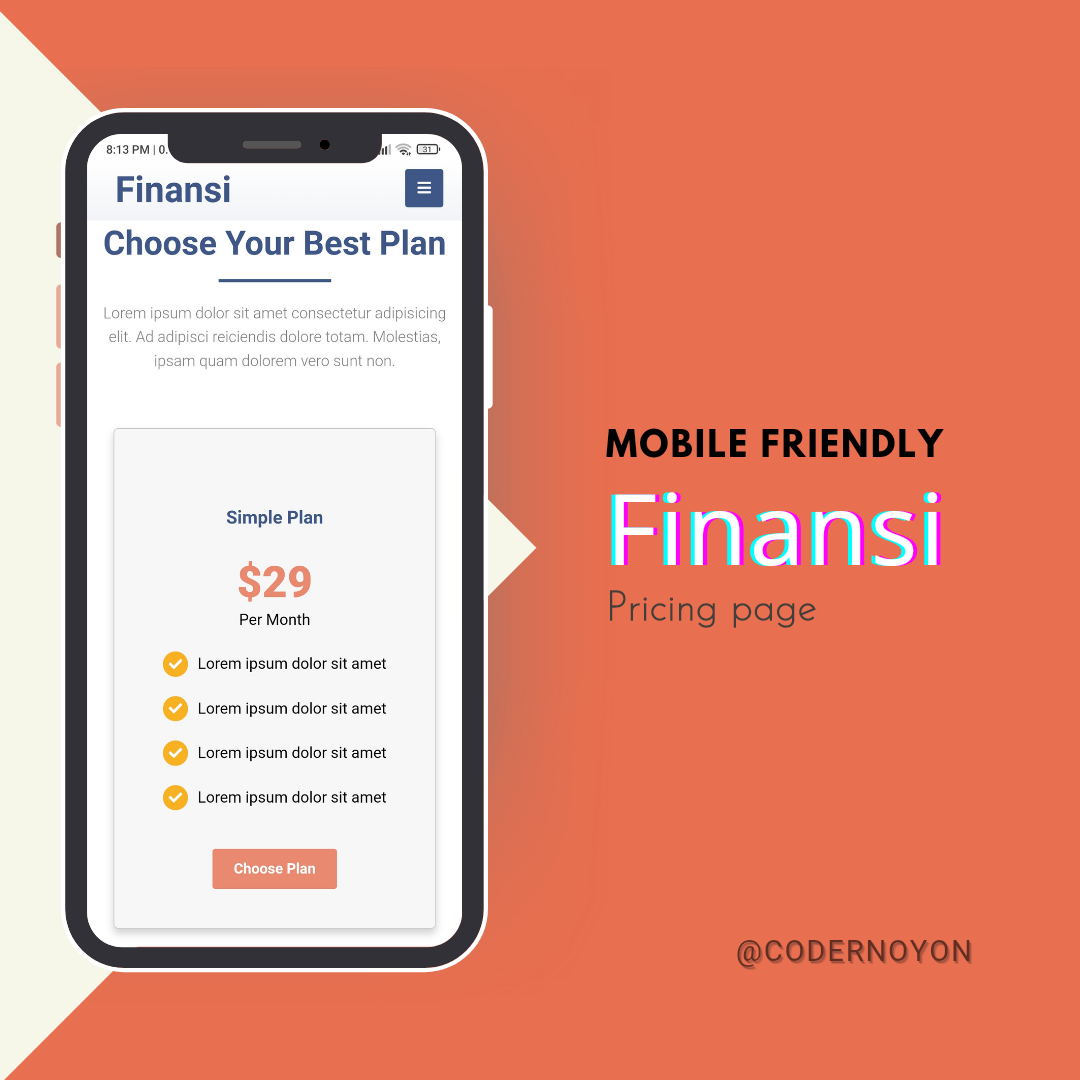 8:13 PM | 0.
31
Finansi
Choose Your Best Plan
Lorem ipsum dolor sit amet consectetur adipisicing
elit. Ad adipisci reiciendis dolore totam. Molestias,
ipsam quam dolorem vero sunt non.
Simple Plan
$29
Per Month
Lorem ipsum dolor sit amet
Lorem ipsum dolor sit amet
Lorem ipsum dolor sit amet
Lorem ipsum dolor sit amet
Choose Plan
MOBILE FRIENDLY
Finansi
Pricing page
@CODERNOYON